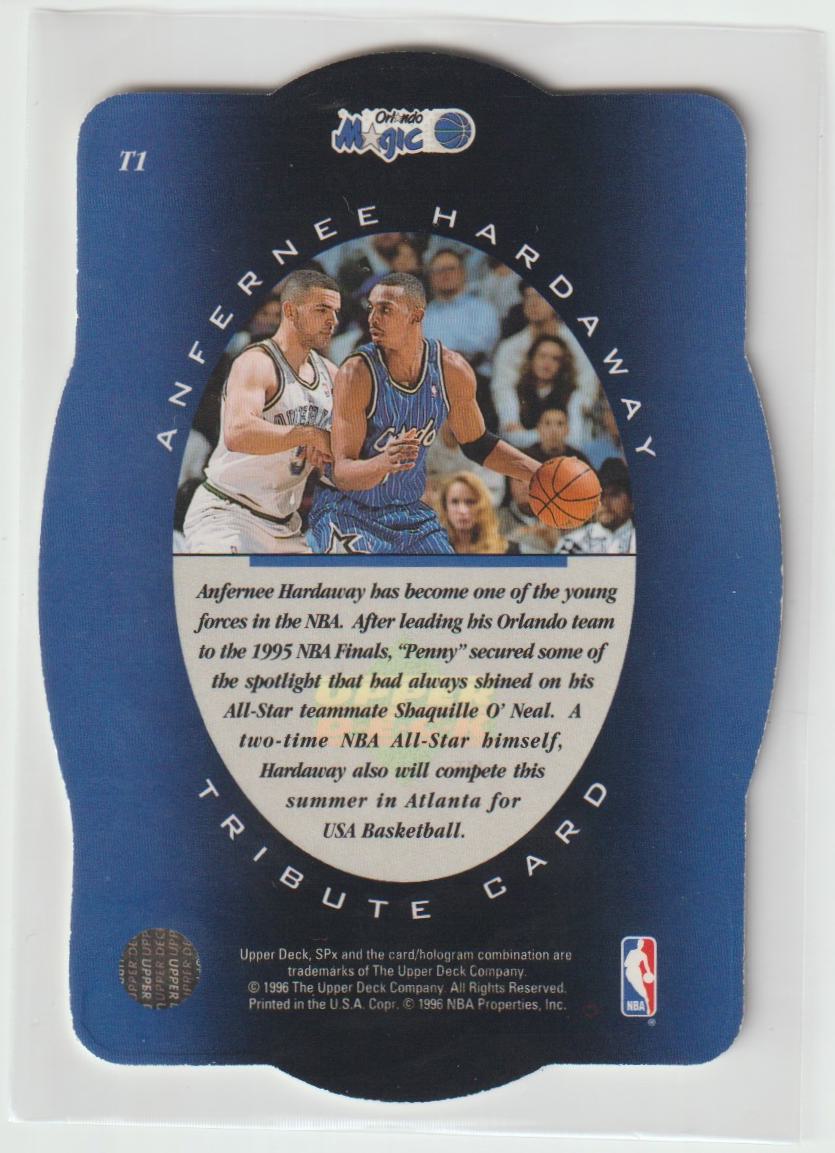 Orlando
Magic
T1
ANFERNEE HARDAWAY
Orlando
Anfernee Hardaway has become one of the young
forces in the NBA. After leading his Orlando team
to the 1995 NBA Finals, "Penny" secured some of
the spotlight that had always shined on his
All-Star teammate Shaquille O' Neal. A
two-time NBA All-Star himself,
Hardaway also will compete this
summer in Atlanta for
USA Basketball.
TRIBUTE CARD
UPPER DECK
Upper Deck, SPx and the card/hologram combination are
trademarks of The Upper Deck Company.
© 1996 The Upper Deck Company. All Rights Reserved.
Printed in the U.S.A. Copr. © 1996 NBA Properties, Inc.
NBA
®